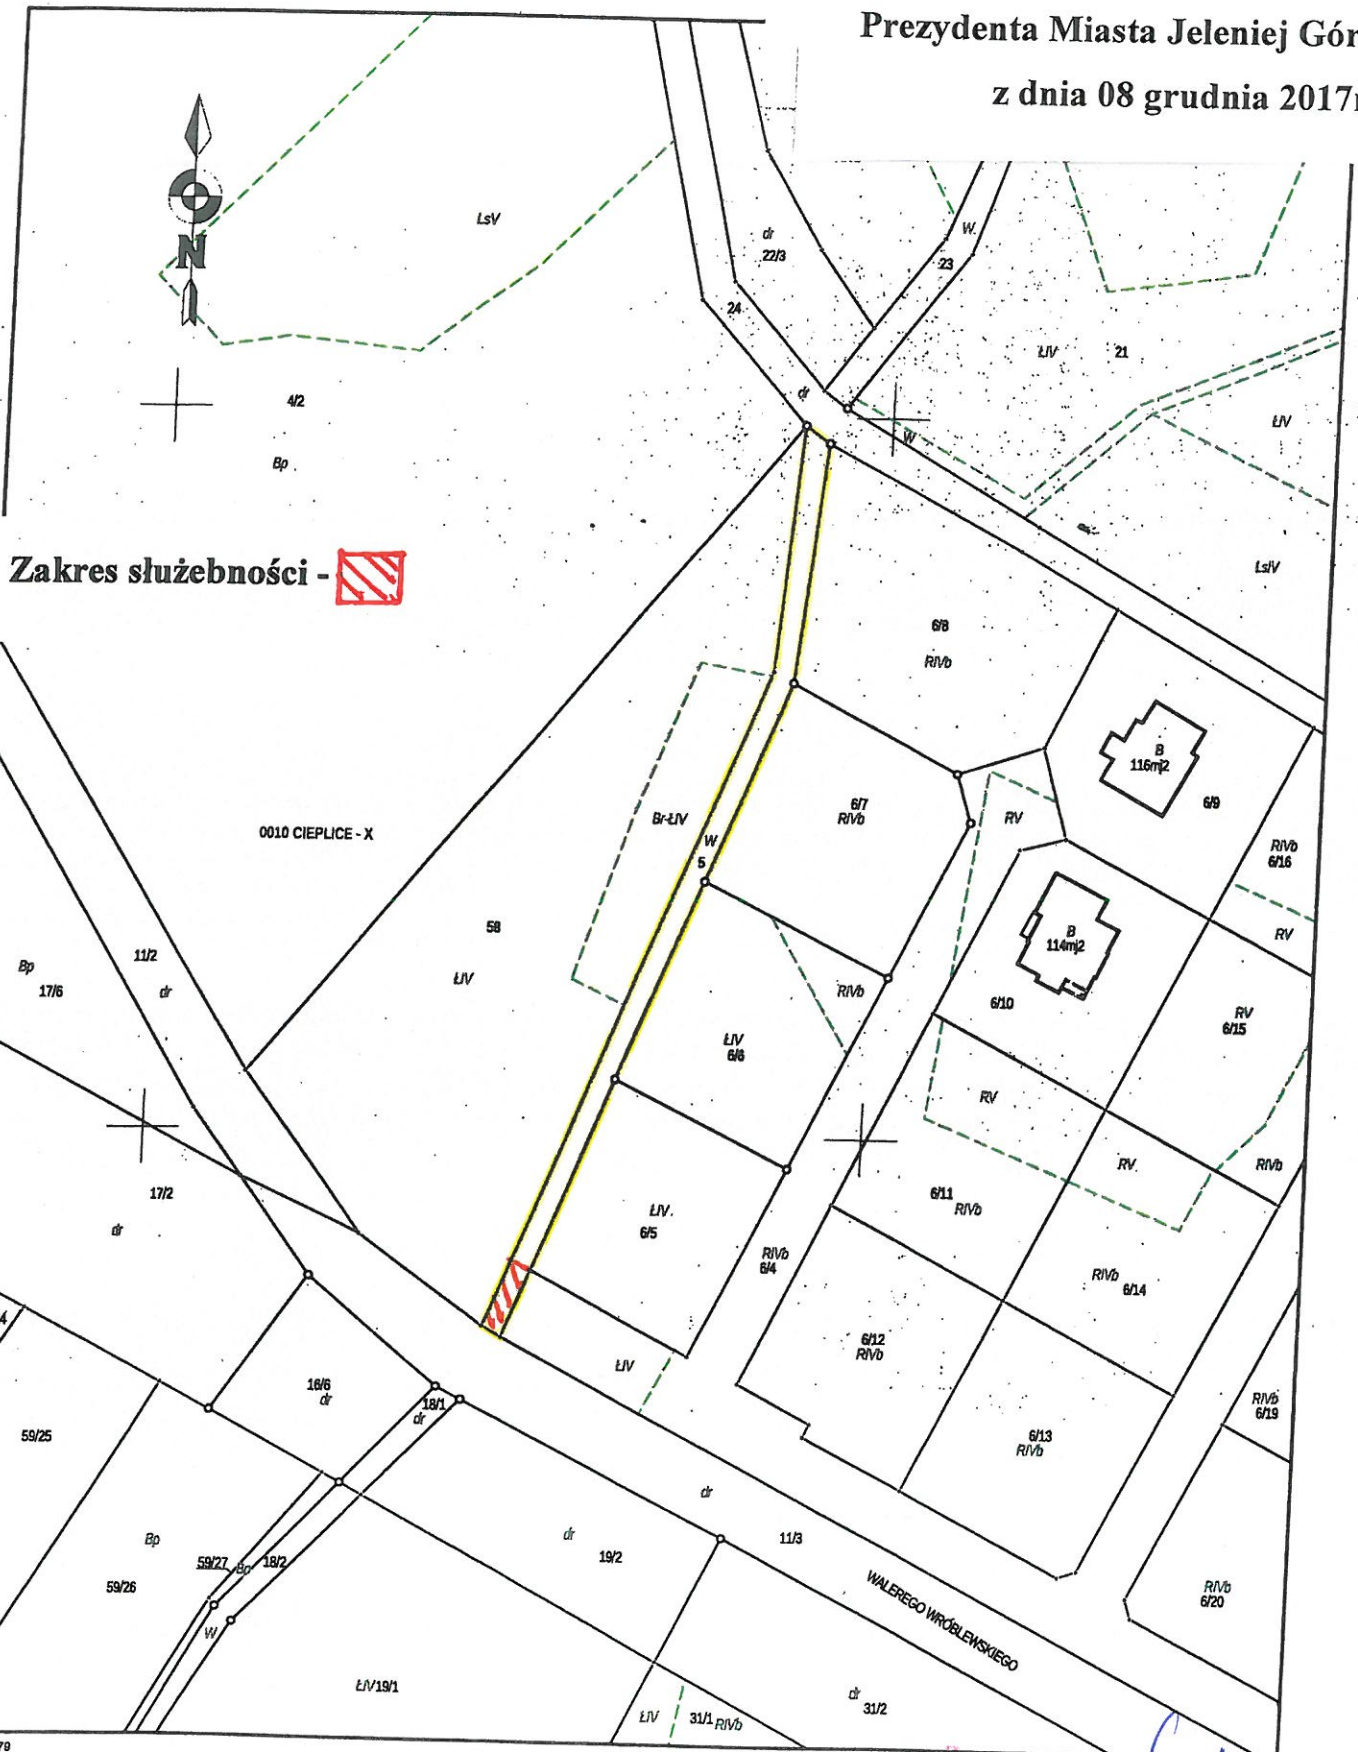 Prezydenta Miasta Jeleniej Gór
z dnia 08 grudnia 2017r
N
LsV
dr
22/3
W
23
24
ŁIV
21
4/2
dr
ŁIV
Bp
W
Zakres służebności -
LsIV
6/8
RIVb
B
116mj2
6/9
Br-ŁIV
6/7
RIVb
RV
0010 CIEPLICE - X
W
5
RIVb
6/16
58
B
114mj2
RV
11/2
Bp
17/6
dr
ŁIV
RIVb
6/10
RV
6/15
ŁIV
6/6
RV
RV
RIVb
17/2
6/11
RIVb
dr
ŁIV
6/5
RIVb
6/4
RIVb
6/14
4
6/12
RIVb
ŁIV
16/6
dr
18/1
dr
RIVb
6/19
59/25
6/13
RIVb
dr
Bp
dr
11/3
59/27
Bp
18/2
19/2
59/26
WALEREGO WRÓBLEWSKIEGO
RIVb
6/20
W
ŁIV 19/1
dr
31/2
ŁIV
31/1 RIVb
79